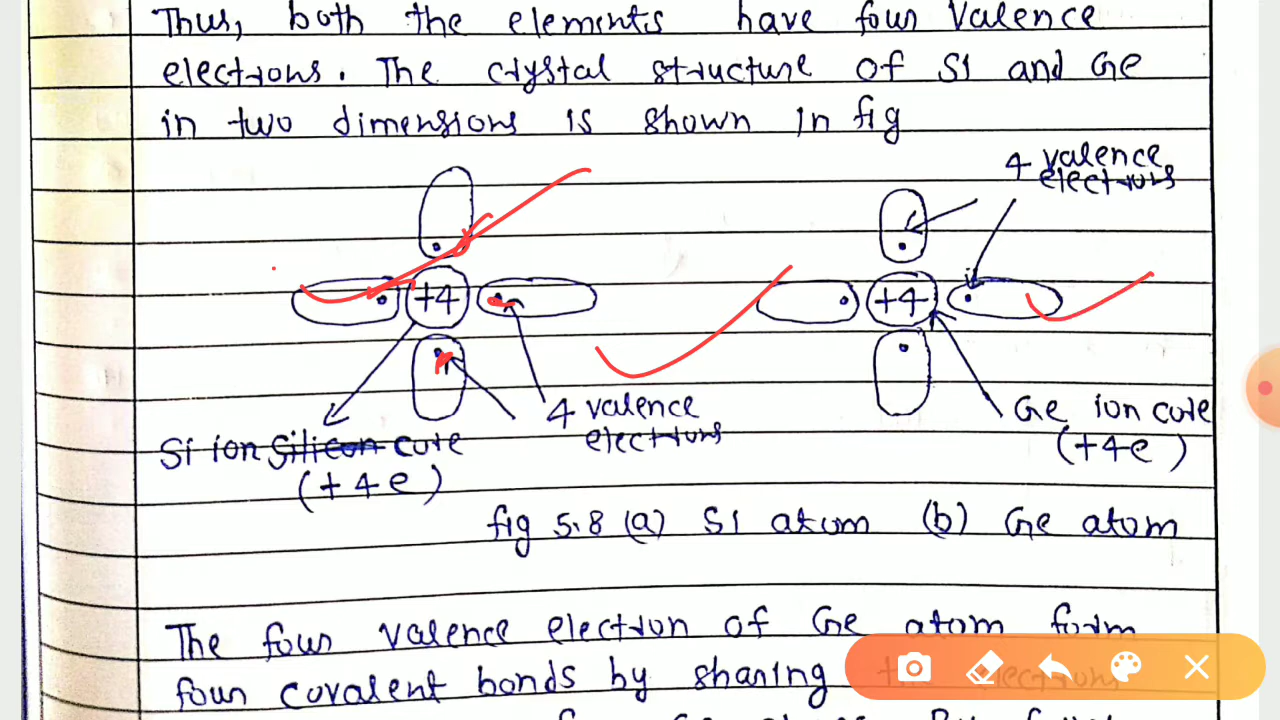 Thus, both the elements have four valence
electrons. The crystal structure of Si and Ge
in two dimensions is shown in fig
4 valence
electrons
+4
+4
4 valence
electrons
Si ion Silicon core
(+4e)
Ge ion core
(+4e)
fig 5.8 (a) Si atom (b) Ge atom
The four valence electron of Ge atom form
four covalent bonds by sharing the electrons